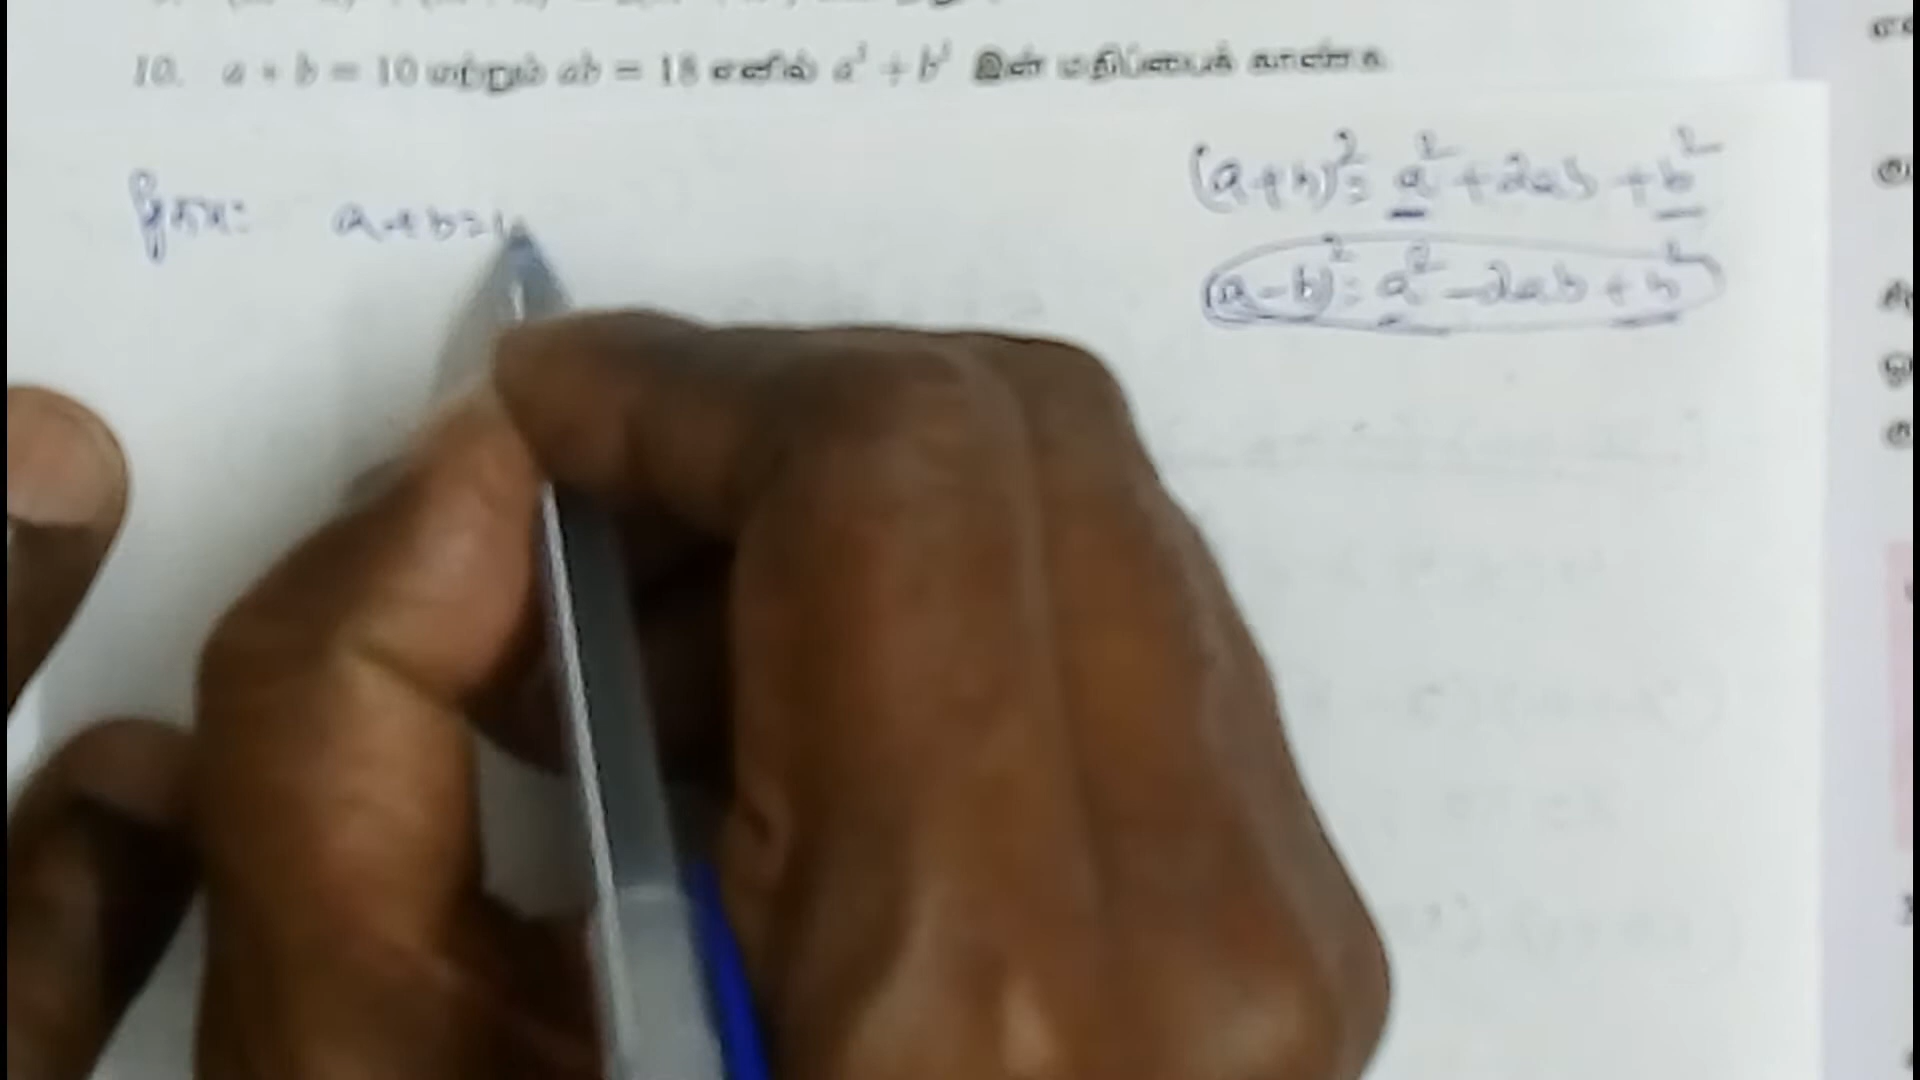 10. a + b = 10 மற்றும் ab = 18 எனில் a² + b² இன் மதிப்பைக் காண்க.
(a+b)² = a² + 2ab + b²
தீர்வு: a+b=1
(a-b)² = a² - 2ab + b²